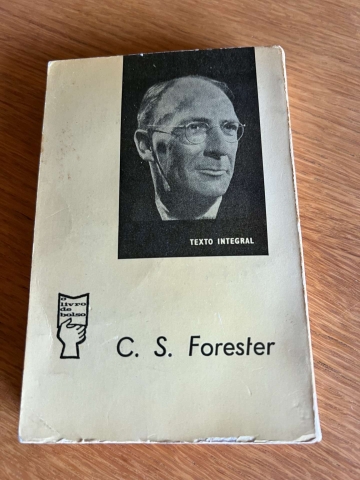 TEXTO INTEGRAL
o
livro
de
bolso
C. S. Forester